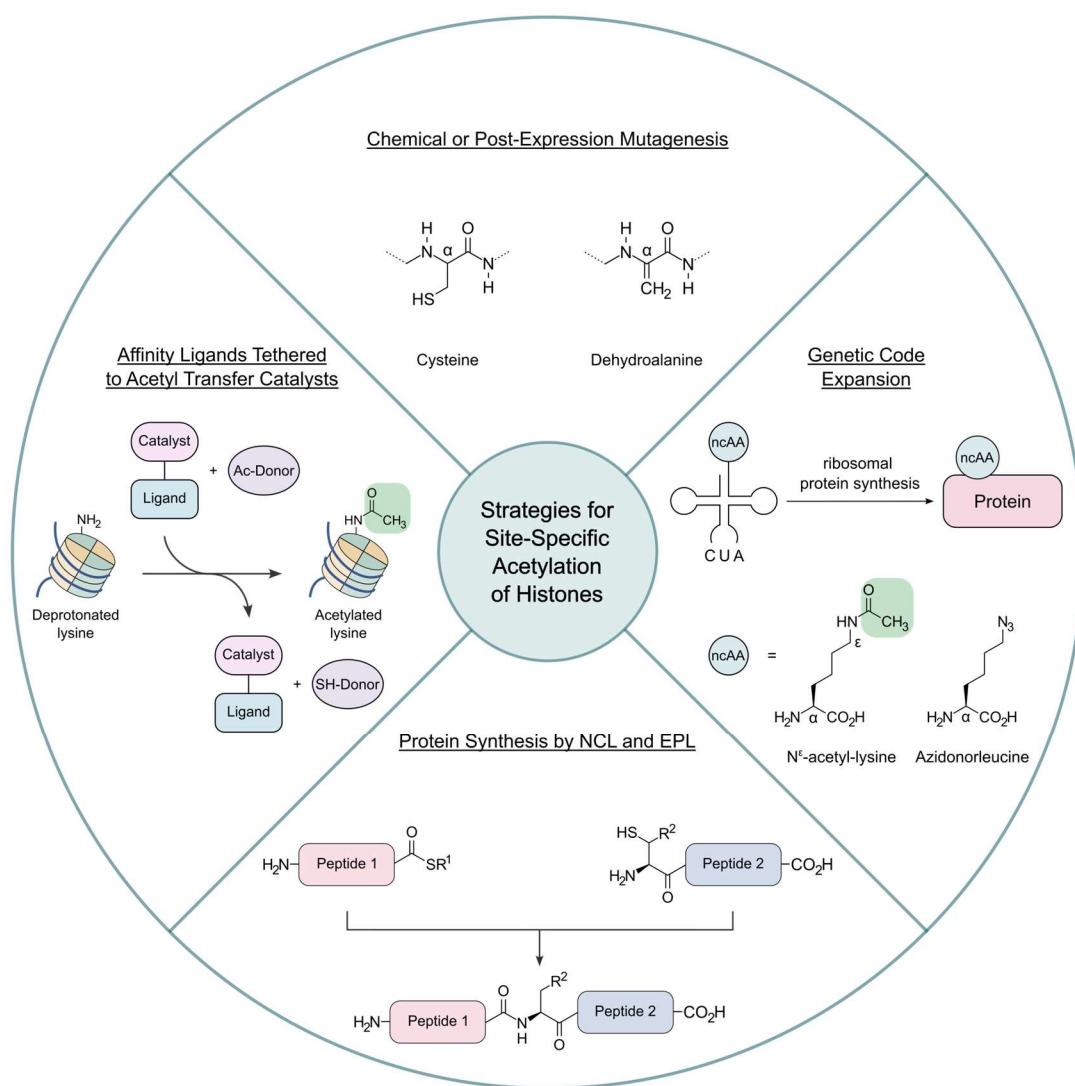 Chemical or Post-Expression Mutagenesis
H
N
α
O
N
H
HS
Cysteine
H
N
α
O
N
H
CH2
Dehydroalanine
Affinity Ligands Tethered
to Acetyl Transfer Catalysts
Catalyst
Ligand
+
Ac-Donor
NH2
Deprotonated
lysine
O
HN
CH3
Acetylated
lysine
Catalyst
Ligand
+
SH-Donor
Strategies for
Site-Specific
Acetylation
of Histones
Genetic Code
Expansion
ncAA
CUA
ribosomal
protein synthesis
ncAA
Protein
ncAA
=
O
HN
CH3
ε
H2N
α
CO2H
Nε-acetyl-lysine
N3
H2N
α
CO2H
Azidonorleucine
Protein Synthesis by NCL and EPL
H2N
Peptide 1
O
SR1
HS
R2
H2N
O
Peptide 2
CO2H
H2N
Peptide 1
O
N
H
R2
O
Peptide 2
CO2H